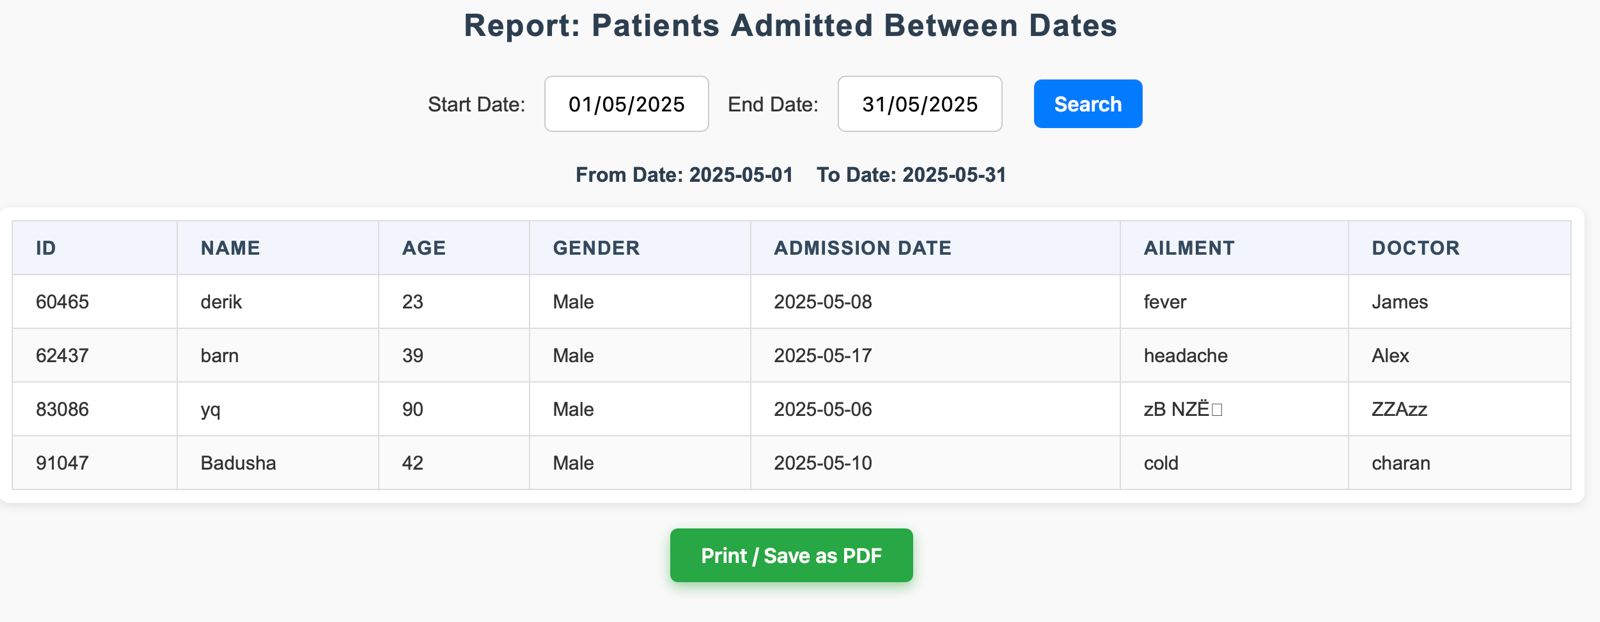 Report: Patients Admitted Between Dates
Start Date: 01/05/2025 End Date: 31/05/2025 Search
From Date: 2025-05-01 To Date: 2025-05-31
ID NAME AGE GENDER ADMISSION DATE AILMENT DOCTOR
60465 derik 23 Male 2025-05-08 fever James
62437 barn 39 Male 2025-05-17 headache Alex
83086 yq 90 Male 2025-05-06 zB NZË□ ZZAzz
91047 Badusha 42 Male 2025-05-10 cold charan
Print / Save as PDF